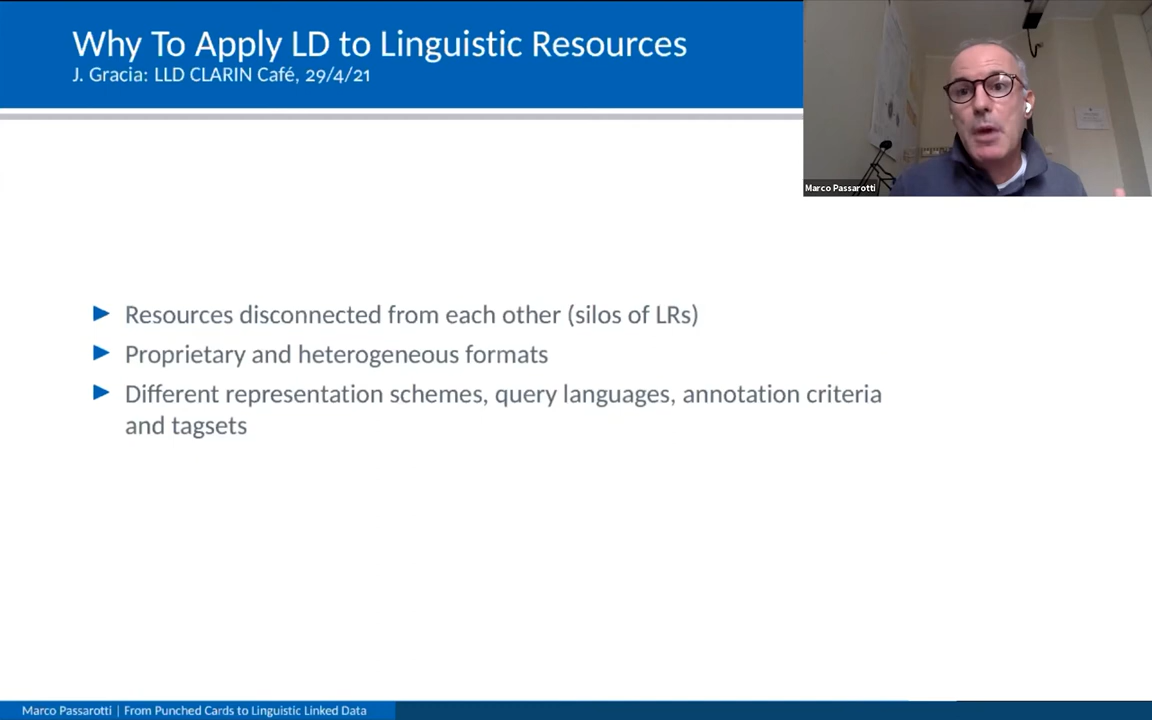 Why To Apply LD to Linguistic Resources
J. Gracia: LLD CLARIN Café, 29/4/21
Marco Passarotti
Resources disconnected from each other (silos of LRs)
Proprietary and heterogeneous formats
Different representation schemes, query languages, annotation criteria
and tagsets
Marco Passarotti | From Punched Cards to Linguistic Linked Data